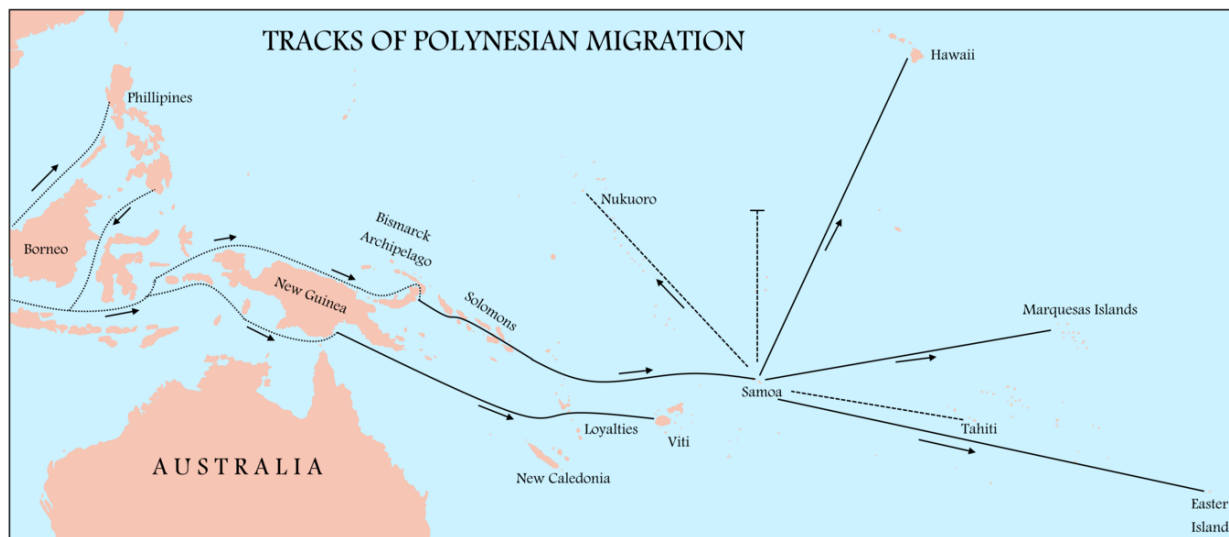 TRACKS OF POLYNESIAN MIGRATION
Hawaii
Phillipines
Nukuoro
Bismarck
Archipelago
Borneo
New Guinea
Solomons
Marquesas Islands
Samoa
Tahiti
Loyalties
Viti
AUSTRALIA
New Caledonia
Easter
Island